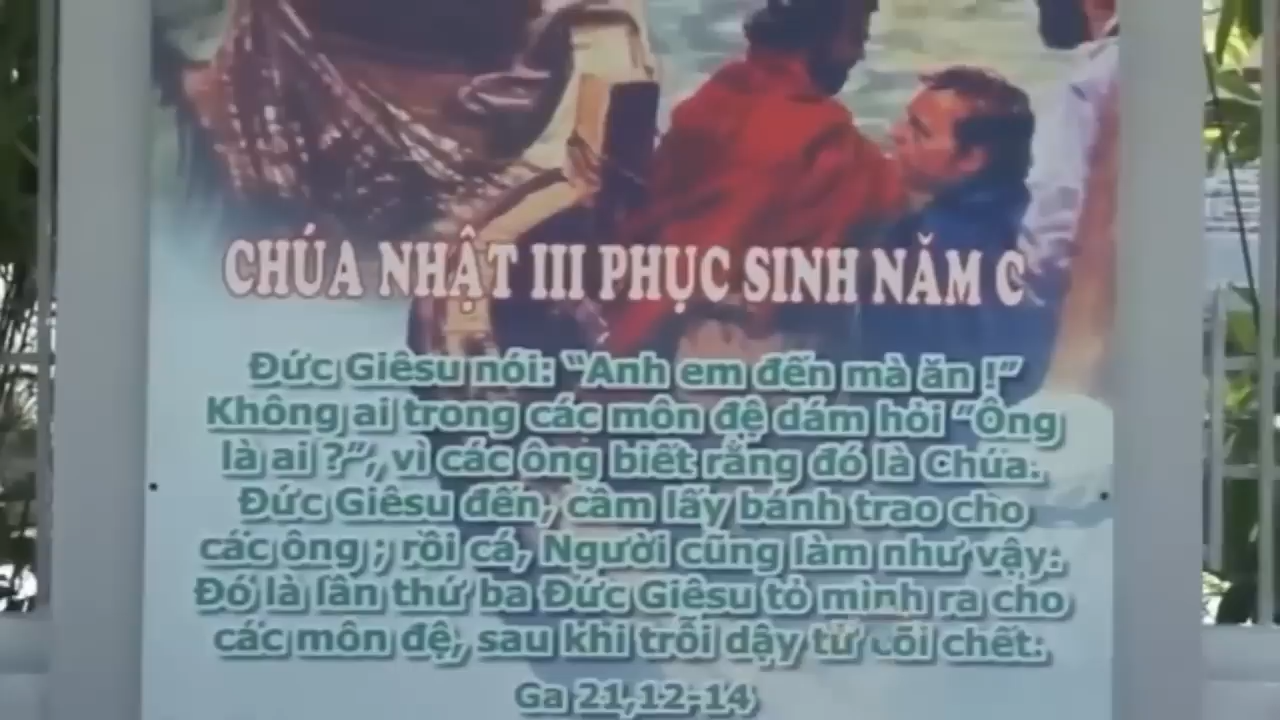 CHÚA NHẬT III PHỤC SINH NĂM C
Đức Giêsu nói: “Anh em đến mà ăn !”
Không ai trong các môn đệ dám hỏi “Ông
là ai ?”, vì các ông biết rằng đó là Chúa.
Đức Giêsu đến, cầm lấy bánh trao cho
các ông ; rồi cá, Người cũng làm như vậy.
Đó là lần thứ ba Đức Giêsu tỏ mình ra cho
các môn đệ, sau khi trỗi dậy từ cõi chết.
Ga 21,12-14